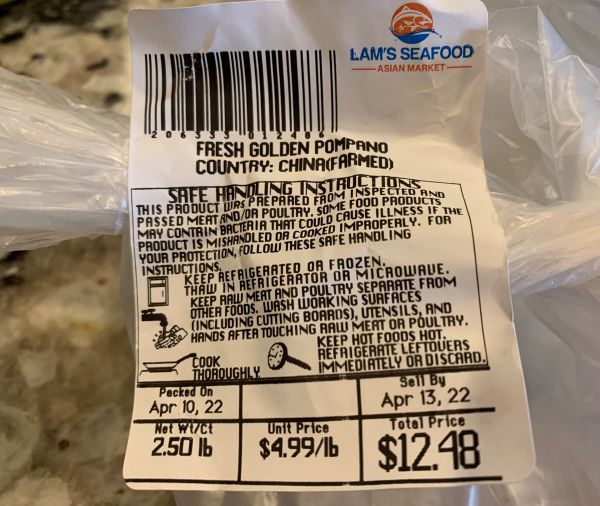 LAM'S SEAFOOD
ASIAN MARKET
206333 012486
FRESH GOLDEN POMPANO
COUNTRY: CHINA(FARMED)
SAFE HANDLING INSTRUCTIONS
THIS PRODUCT WAS PREPARED FROM INSPECTED AND
PASSED MEAT AND/OR POULTRY. SOME FOOD PRODUCTS
MAY CONTAIN BACTERIA THAT COULD CAUSE ILLNESS IF THE
PRODUCT IS MISHANDLED OR COOKED IMPROPERLY. FOR
YOUR PROTECTION, FOLLOW THESE SAFE HANDLING
INSTRUCTIONS.
KEEP REFRIGERATED OR FROZEN.
THAW IN REFRIGERATOR OR MICROWAVE.
KEEP RAW MEAT AND POULTRY SEPARATE FROM
OTHER FOODS. WASH WORKING SURFACES
(INCLUDING CUTTING BOARDS), UTENSILS, AND
HANDS AFTER TOUCHING RAW MEAT OR POULTRY.
COOK
THOROUGHLY.
KEEP HOT FOODS HOT.
REFRIGERATE LEFTOVERS
IMMEDIATELY OR DISCARD.
Packed On
Apr 10, 22
Sell By
Apr 13, 22
Net Wt/Ct
2.50 lb
Unit Price
$4.99/lb
Total Price
$12.48